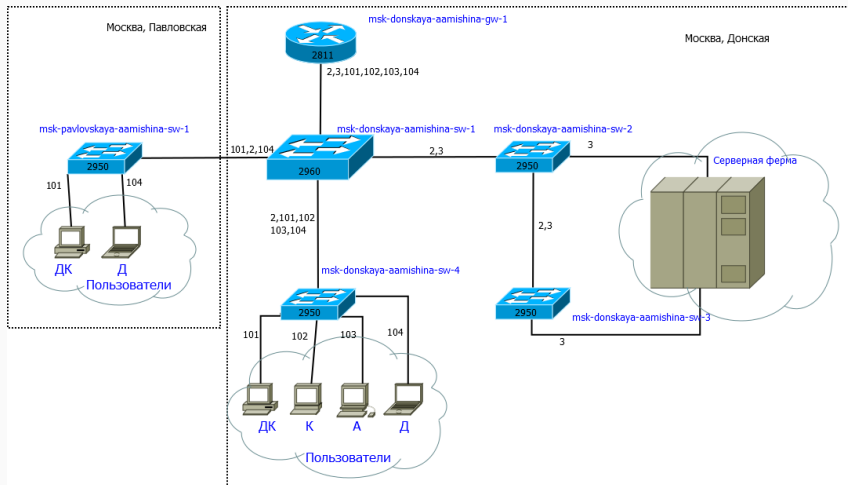 Москва, Павловская
msk-donskaya-aamishina-gw-1
Москва, Донская
2811
2,3,101,102,103,104
msk-pavlovskaya-aamishina-sw-1
msk-donskaya-aamishina-sw-1
msk-donskaya-aamishina-sw-2
101,2,104
2,3
3
2950
2960
2950
Серверная ферма
101
104
2,101,102
103,104
2,3
ДК
Д
Пользователи
msk-donskaya-aamishina-sw-4
2950
2950
msk-donskaya-aamishina-sw-3
101
102
103
104
3
ДК
К
А
Д
Пользователи